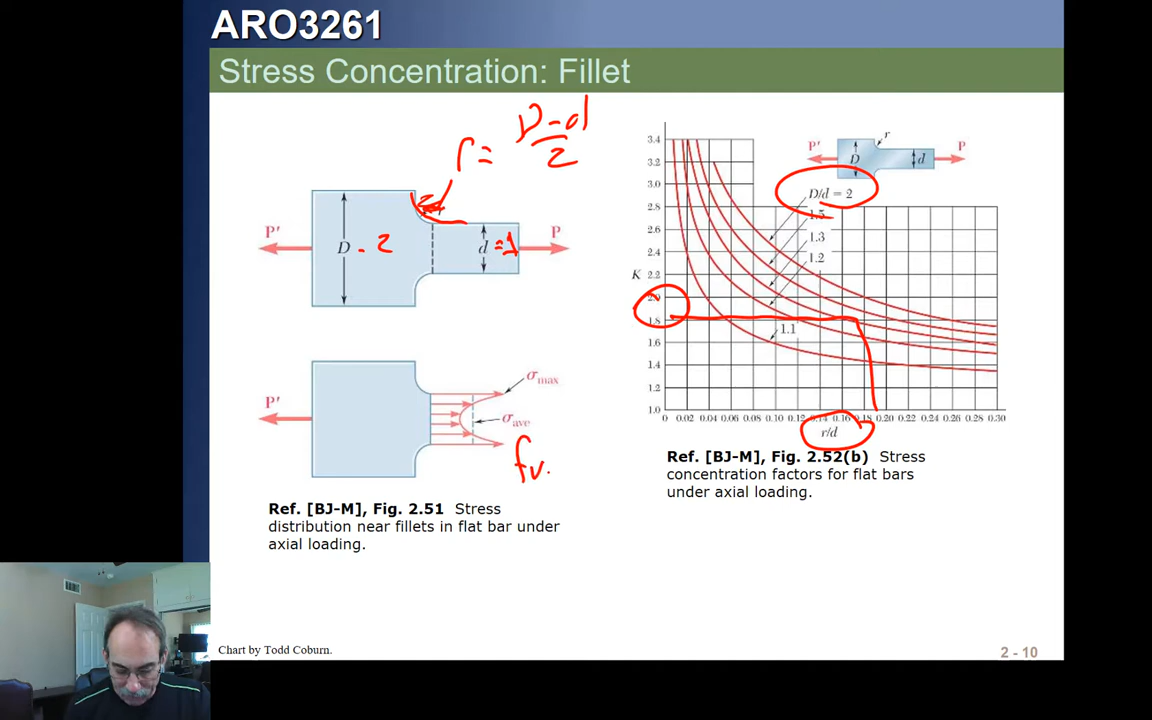 ARO3261
Stress Concentration: Fillet
r = D-d
2
P'
D - 2
d = 1
P
P'
σmax
σave
fv.
Ref. [BJ-M], Fig. 2.51 Stress
distribution near fillets in flat bar under
axial loading.
r
P'
D
d
P
D/d = 2
1.5
1.3
1.2
1.1
K
3.4
3.2
3.0
2.8
2.6
2.4
2.2
2.0
1.8
1.6
1.4
1.2
1.0
0 0.02 0.04 0.06 0.08 0.10 0.12 0.14 0.16 0.18 0.20 0.22 0.24 0.26 0.28 0.30
r/d
Ref. [BJ-M], Fig. 2.52(b) Stress
concentration factors for flat bars
under axial loading.
Chart by Todd Coburn.
2 - 10